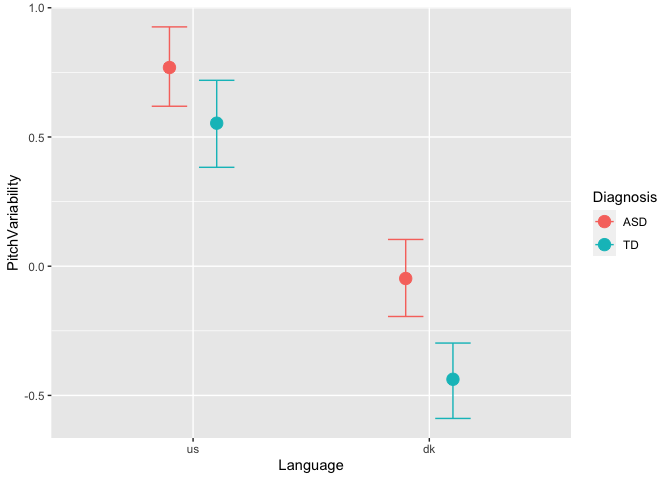 1.0
0.5
0.0
-0.5
PitchVariability
us
dk
Language
Diagnosis
ASD
TD